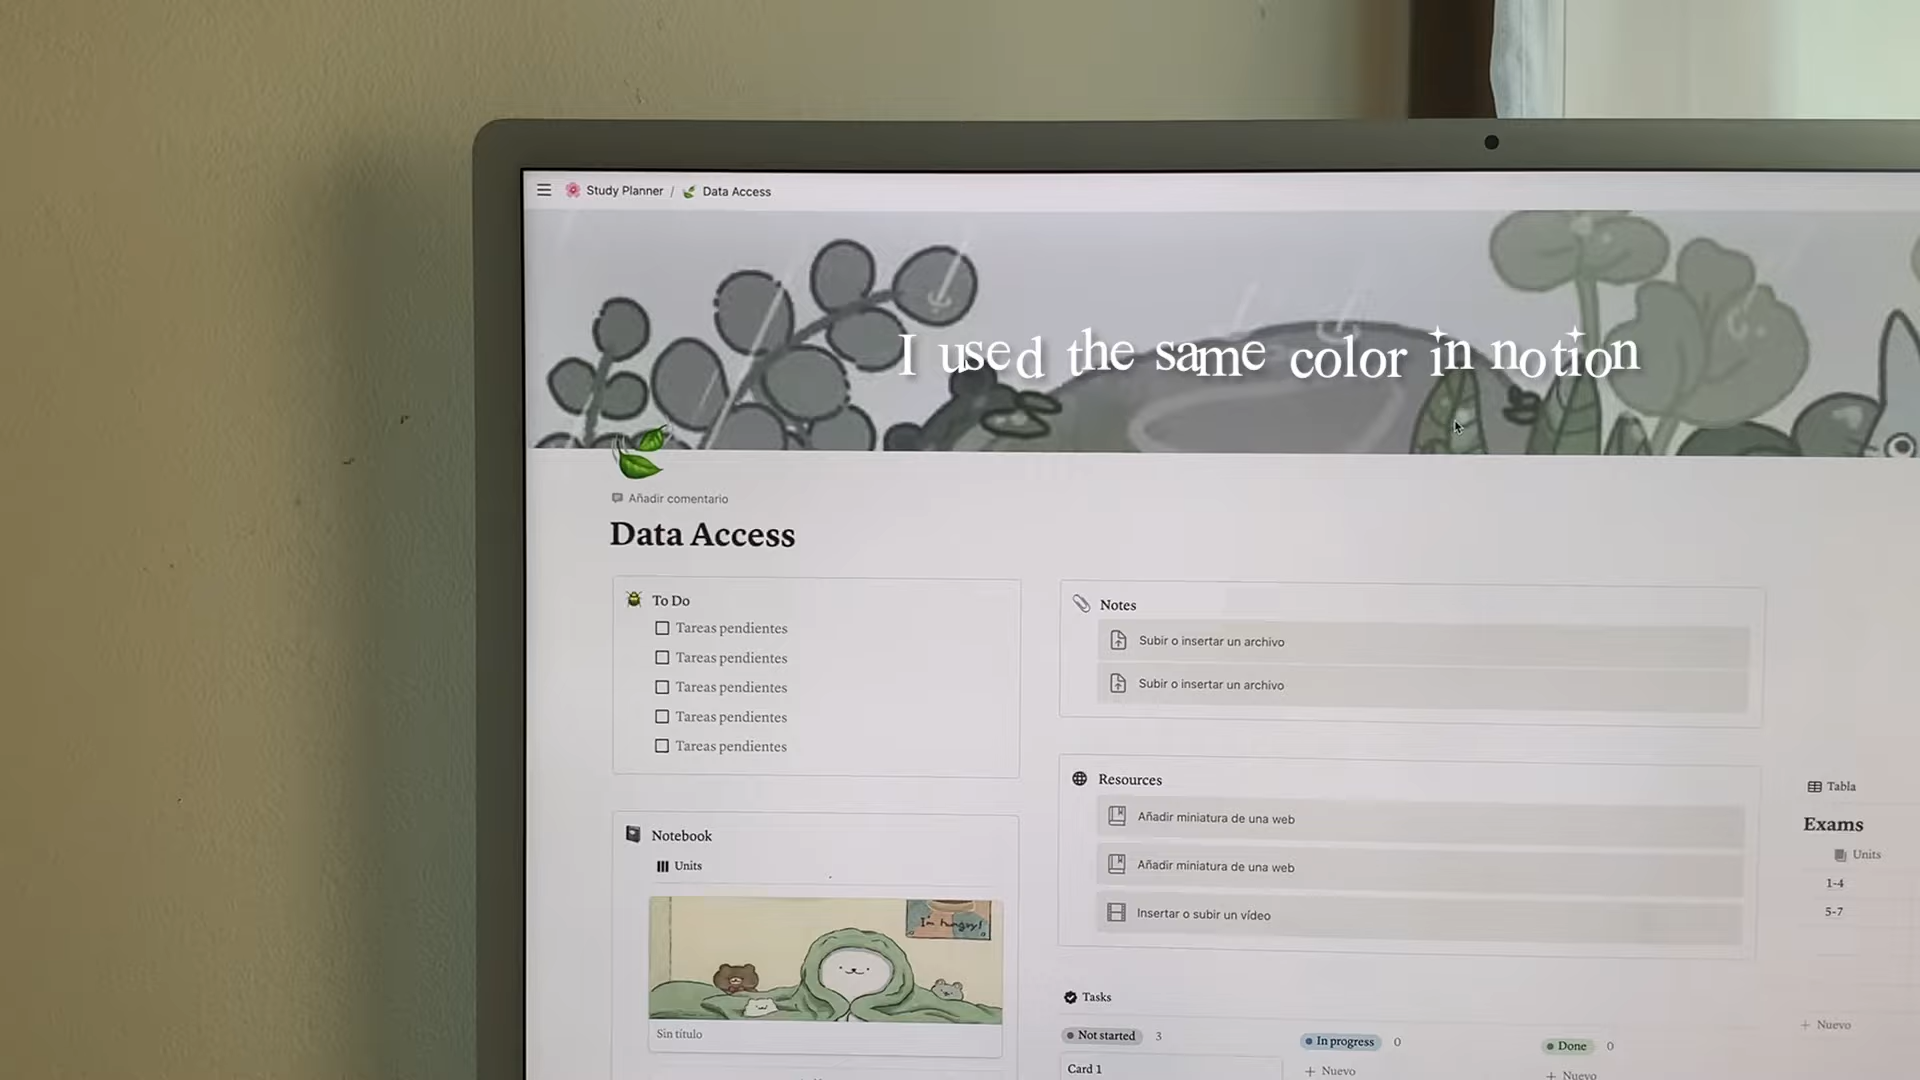 Study Planner / Data Access
I used the same color in notion
Añadir comentario
Data Access
To Do
Tareas pendientes
Tareas pendientes
Tareas pendientes
Tareas pendientes
Tareas pendientes
Notes
Subir o insertar un archivo
Subir o insertar un archivo
Resources
Añadir miniatura de una web
Añadir miniatura de una web
Insertar o subir un vídeo
Notebook
Units
I'm hungry!
Sin título
Tasks
Not started 3
In progress 0
Done 0
Card 1
+ Nuevo
+ Nuevo
Tabla
Exams
Units
1-4
5-7
+ Nuevo